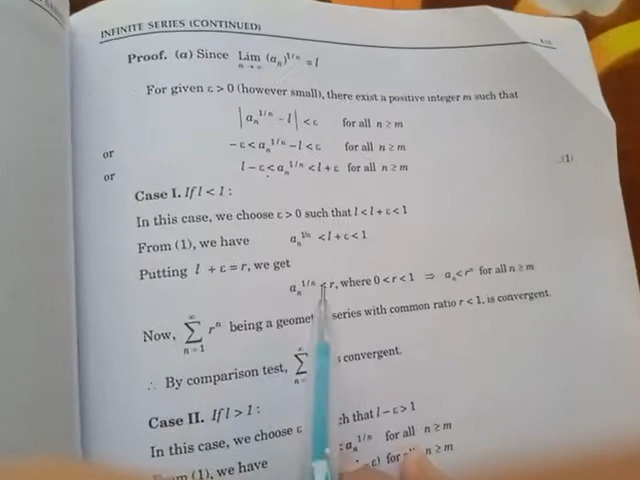 INFINITE SERIES (CONTINUED)
Proof. (a) Since Lim n→∞ (aₙ)^1/n = l
For given ε > 0 (however small), there exist a positive integer m such that
|aₙ^1/n – l| < ε for all n ≥ m
or – ε < aₙ^1/n – l < ε for all n ≥ m
or l – ε < aₙ^1/n < l + ε for all n ≥ m ...(1)
Case I. If l < 1 :
In this case, we choose ε > 0 such that l < l + ε < 1
From (1), we have aₙ^1/n < l + ε < 1
Putting l + ε = r, we get
aₙ^1/n < r, where 0 < r < 1 ⇒ aₙ < rⁿ for all n ≥ m
Now, ∞ ∑ n = 1 rⁿ being a geomet series with common ratio r < 1, is convergent.
∴ By comparison test, ∞ ∑ n = s convergent.
Case II. If l > 1 :
In this case, we choose ε ch that l – ε > 1
From (1), we have aₙ^1/n for all n ≥ m
ε) for n ≥ m